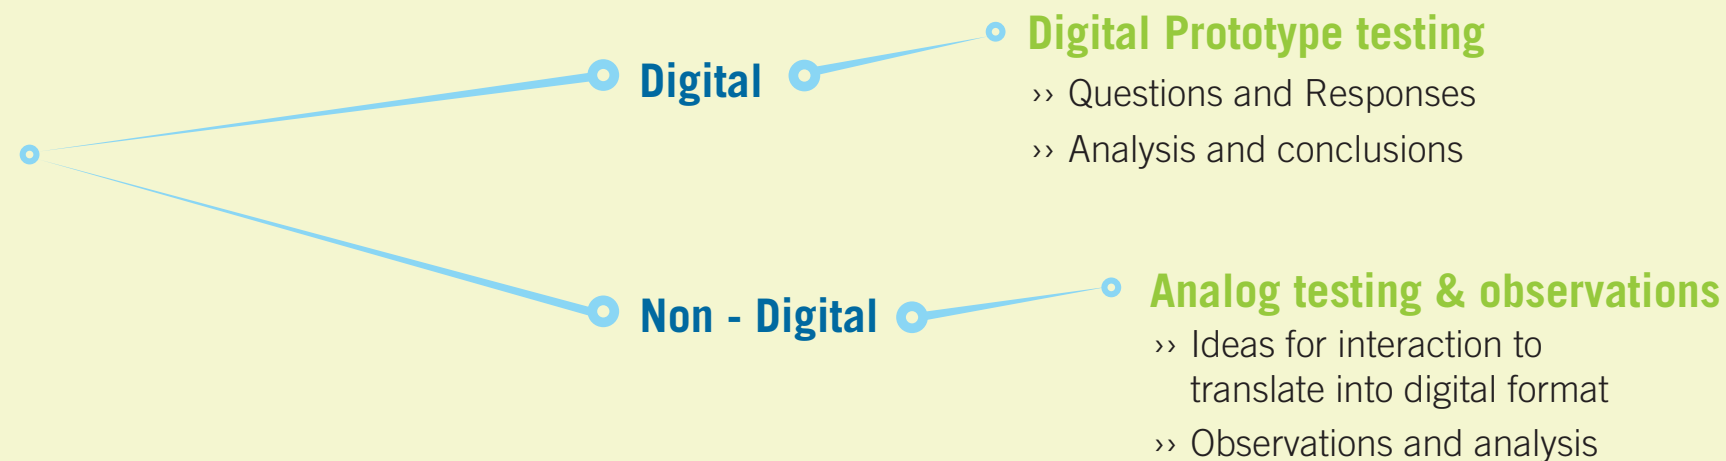 Digital
Digital Prototype testing
›› Questions and Responses
›› Analysis and conclusions
Non - Digital
Analog testing & observations
›› Ideas for interaction to
translate into digital format
›› Observations and analysis